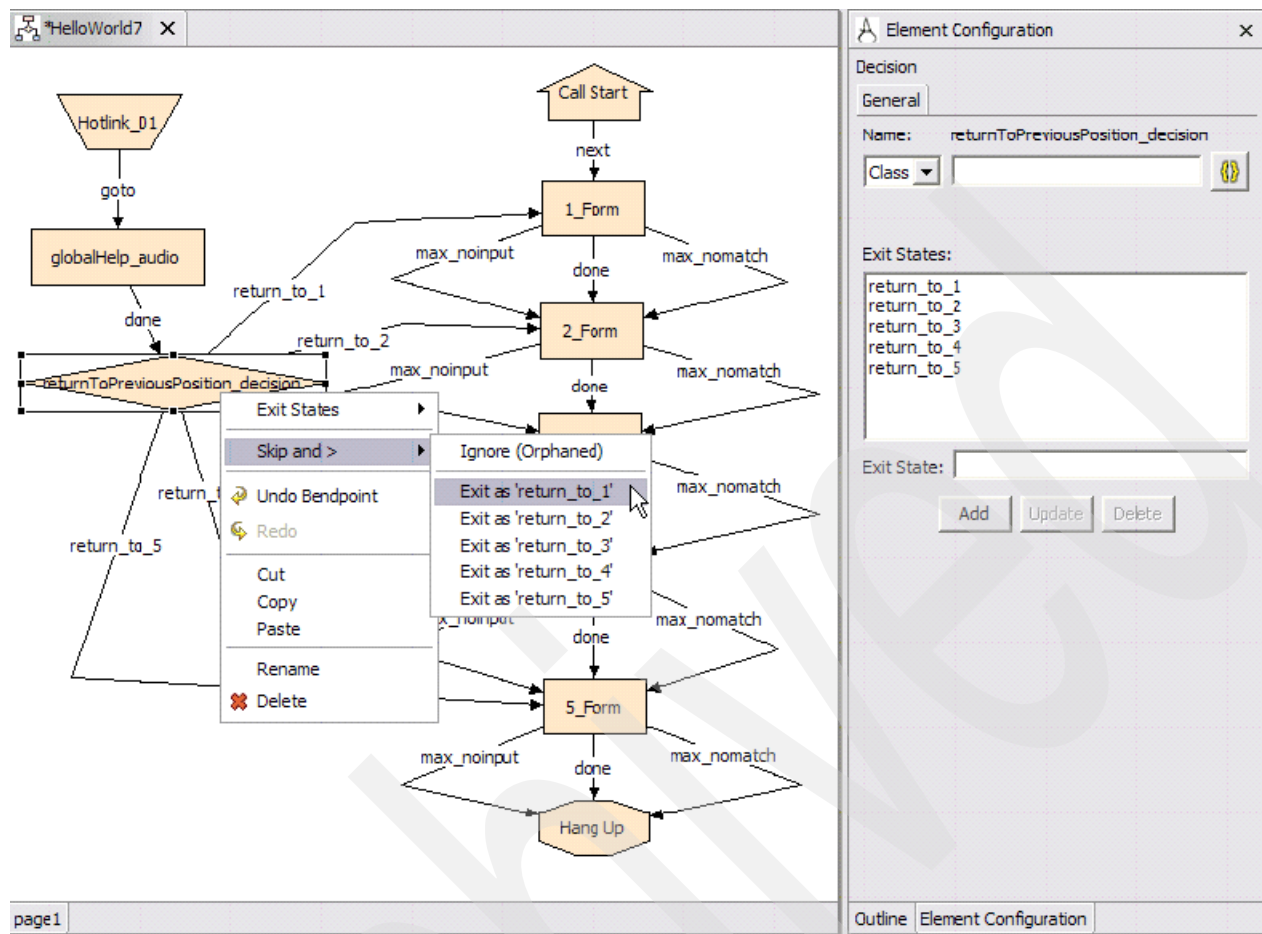 *HelloWorld7
Call Start
Hotlink_01
next
goto
1_Form
globalHelp_audio
max_noinput
max_nomatch
done
return_to_1
done
2_Form
return_to_2
max_noinput
max_nomatch
returnToPreviousPosition_decision
done
Exit States
Skip and >
Ignore (Orphaned)
Undo Bendpoint
Redo
Exit as 'return_to_1'
Exit as 'return_to_2'
Exit as 'return_to_3'
Exit as 'return_to_4'
Exit as 'return_to_5'
max_nomatch
return_to_5
Cut
Copy
Paste
Rename
Delete
max_nomatch
done
5_Form
max_noinput
max_nomatch
done
Hang Up
page1
Element Configuration
Decision
General
Name: returnToPreviousPosition_decision
Class
Exit States:
return_to_1
return_to_2
return_to_3
return_to_4
return_to_5
Exit State:
Add Update Delete
Outline Element Configuration